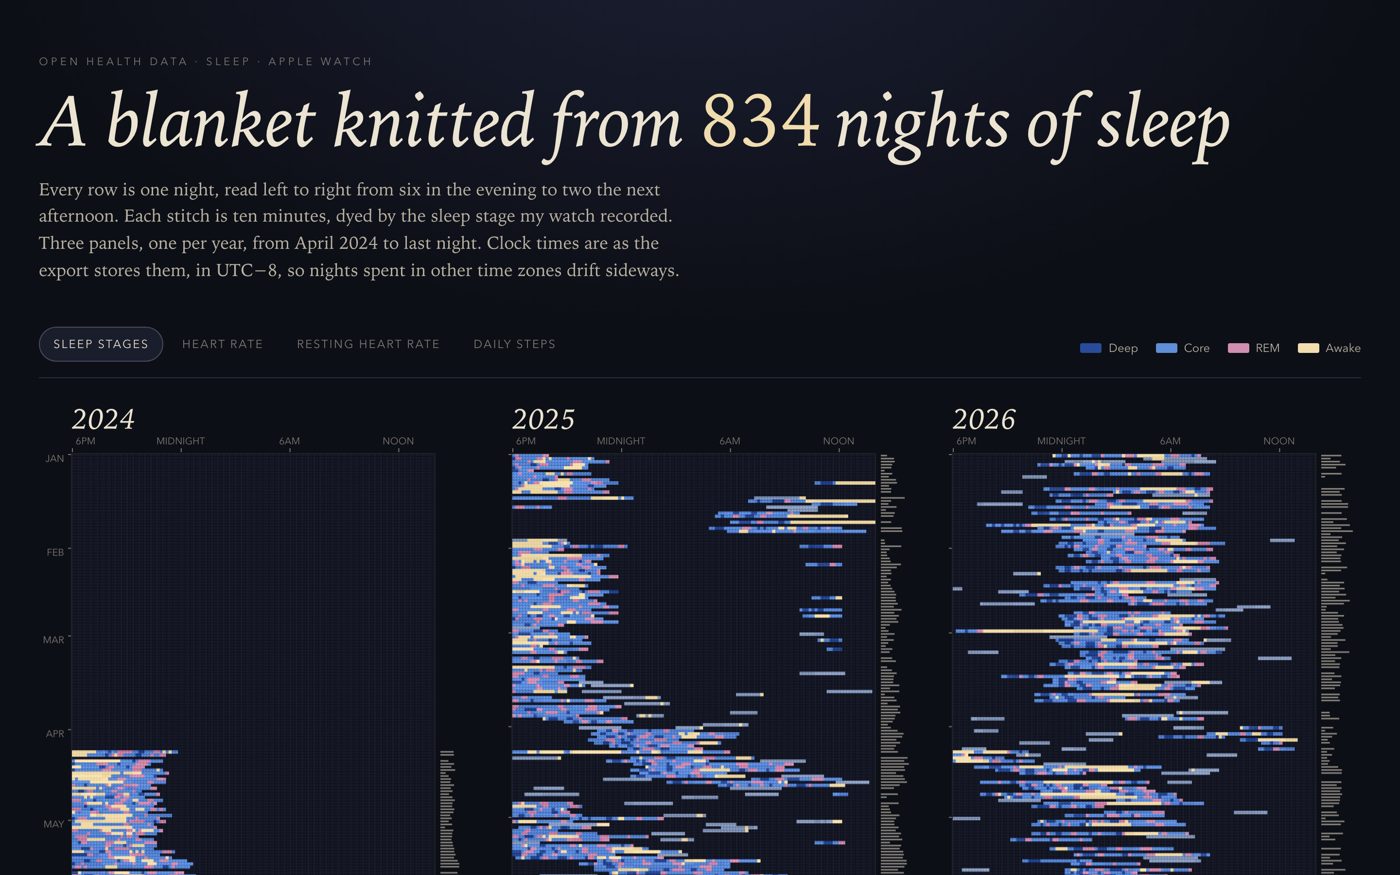 OPEN HEALTH DATA · SLEEP · APPLE WATCH
A blanket knitted from 834 nights of sleep
Every row is one night, read left to right from six in the evening to two the next
afternoon. Each stitch is ten minutes, dyed by the sleep stage my watch recorded.
Three panels, one per year, from April 2024 to last night. Clock times are as the
export stores them, in UTC−8, so nights spent in other time zones drift sideways.
SLEEP STAGES HEART RATE RESTING HEART RATE DAILY STEPS
Deep Core REM Awake
2024 2025 2026
6PM MIDNIGHT 6AM NOON 6PM MIDNIGHT 6AM NOON 6PM MIDNIGHT 6AM NOON
JAN
FEB
MAR
APR
MAY